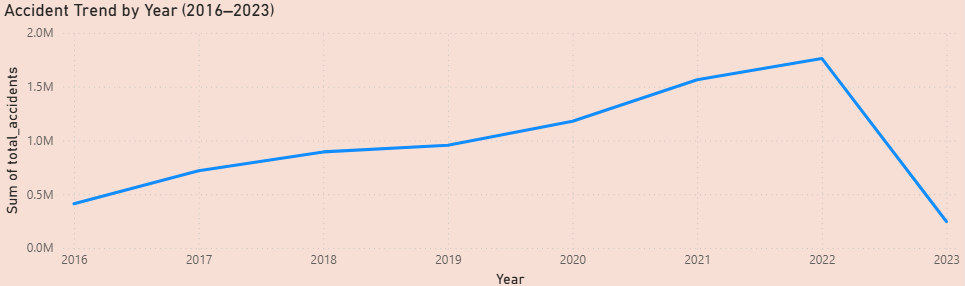 Accident Trend by Year (2016–2023)
2.0M
1.5M
1.0M
0.5M
0.0M
Sum of total_accidents
2016 2017 2018 2019 2020 2021 2022 2023
Year